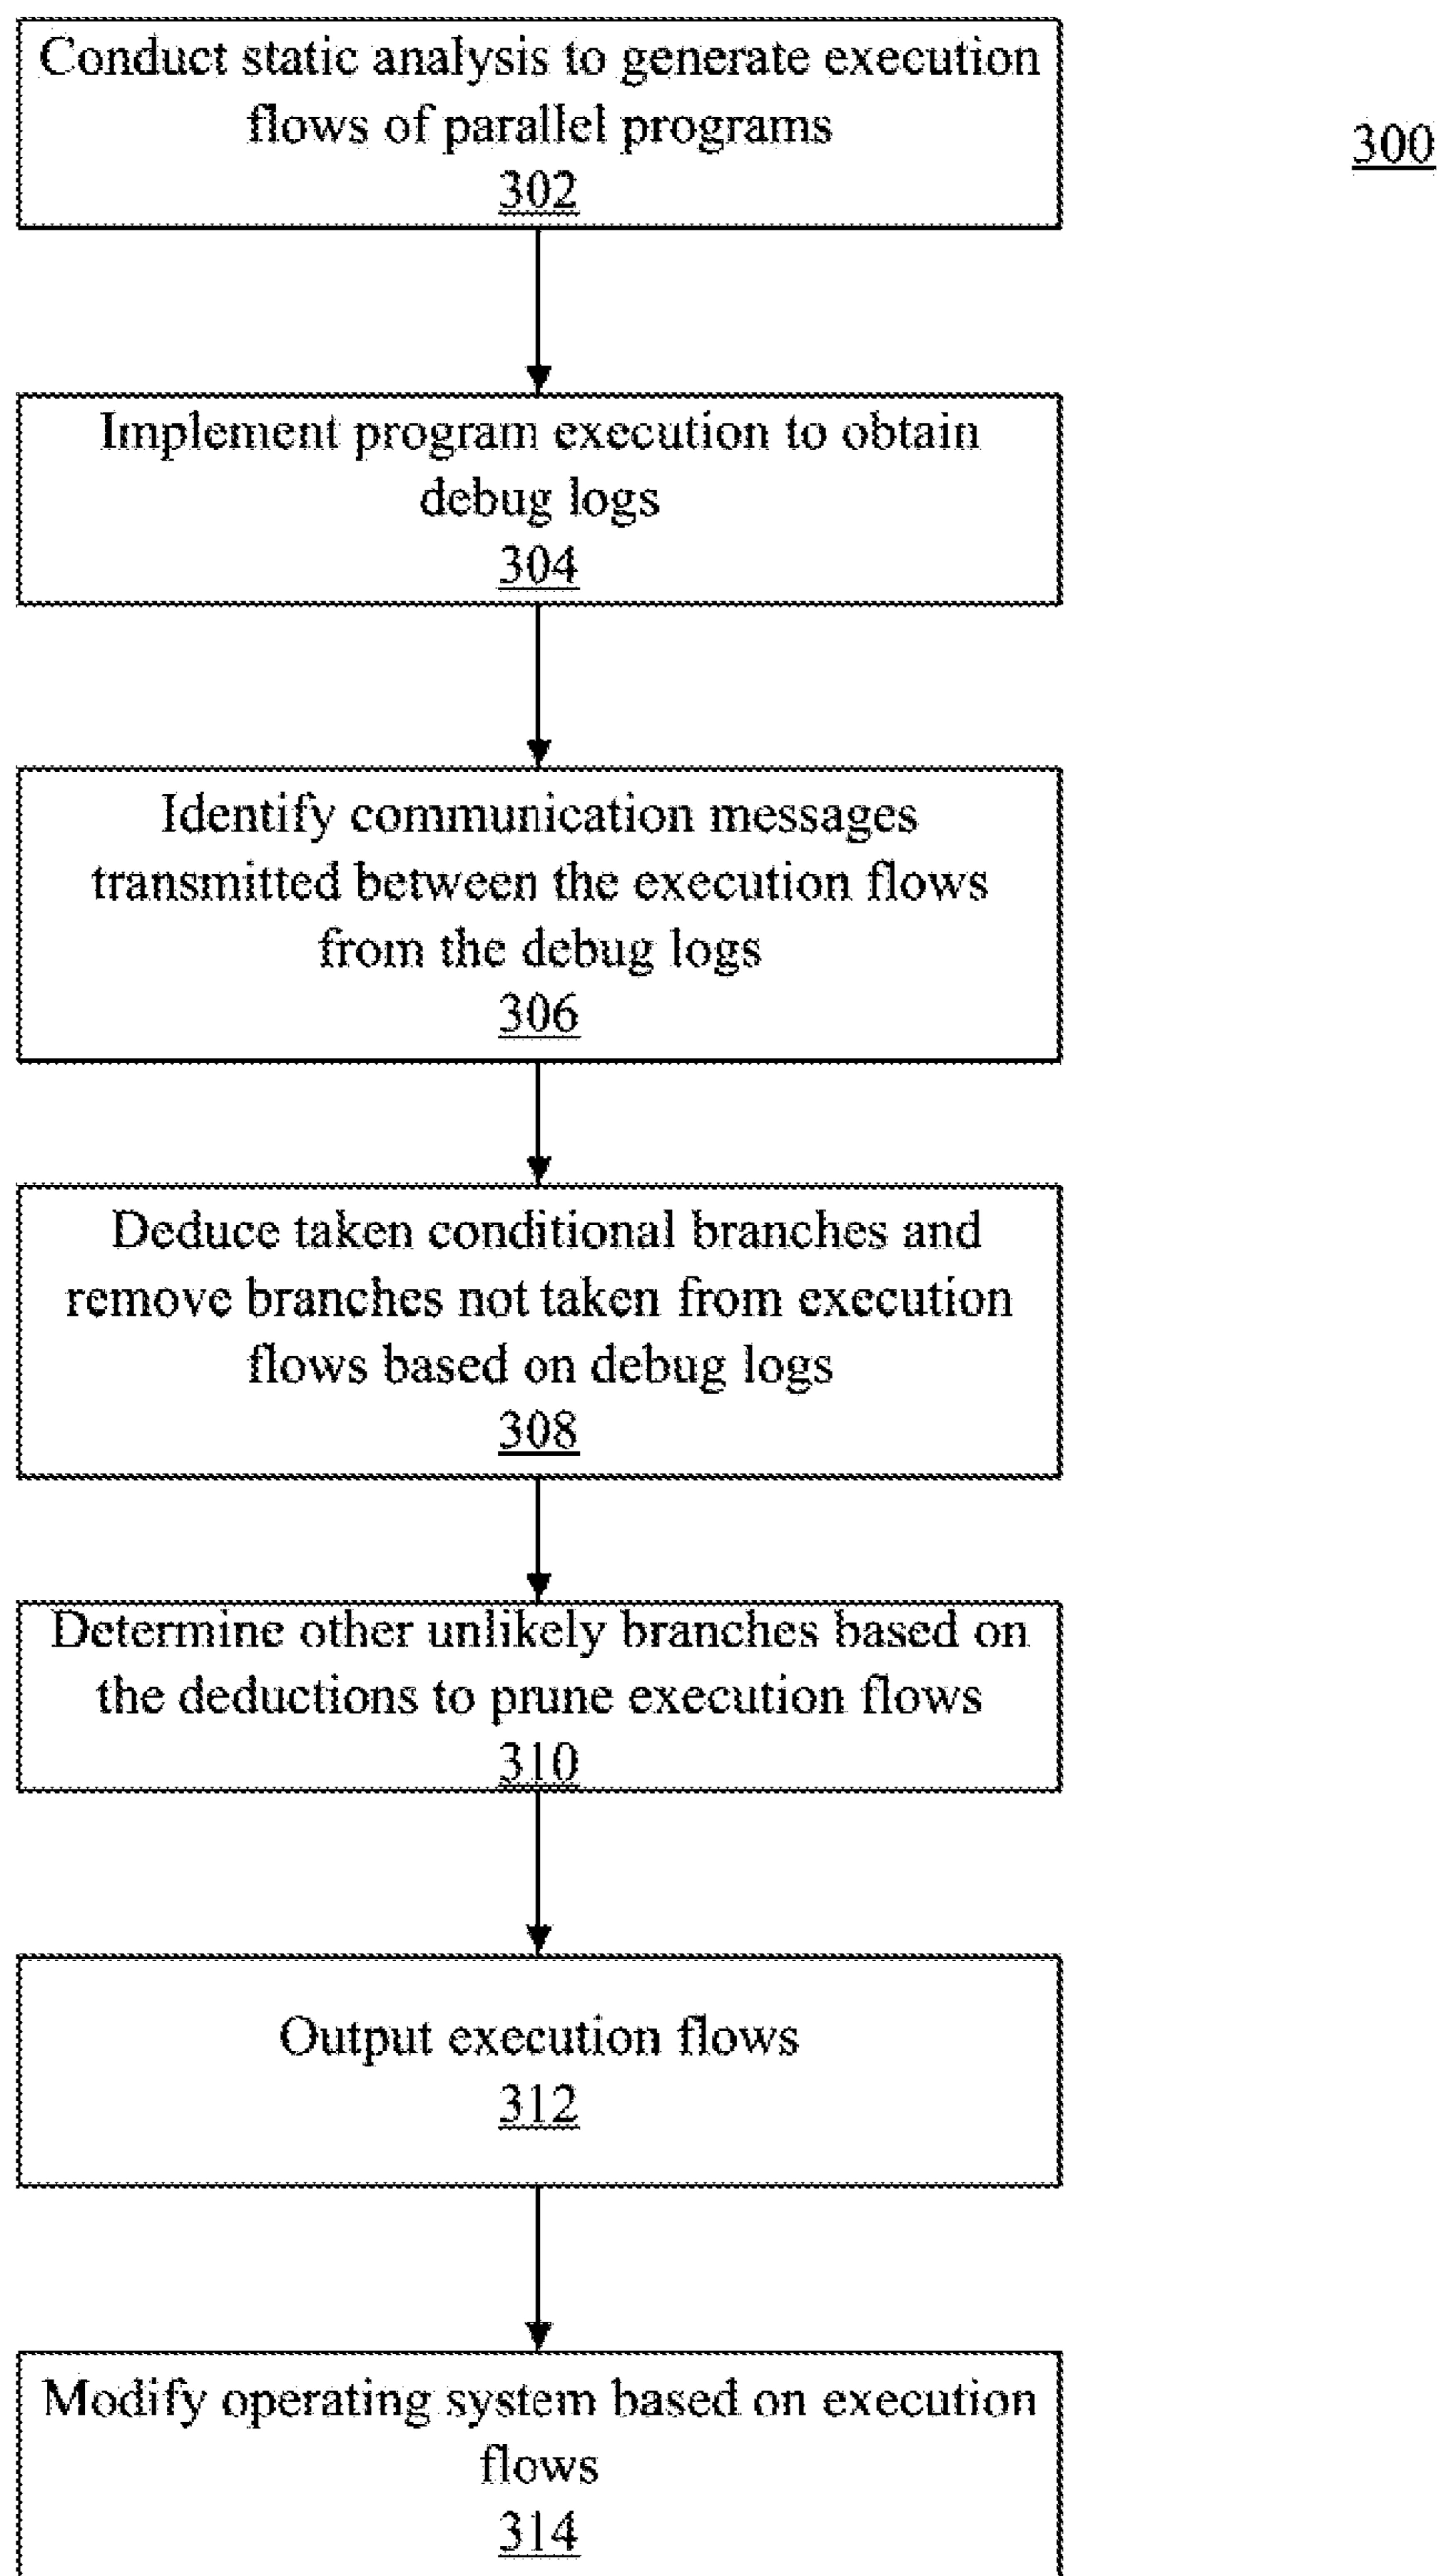 Conduct static analysis to generate execution
flows of parallel programs
302
300
Implement program execution to obtain
debug logs
304
Identify communication messages
transmitted between the execution flows
from the debug logs
306
Deduce taken conditional branches and
remove branches not taken from execution
flows based on debug logs
308
Determine other unlikely branches based on
the deductions to prune execution flows
310
Output execution flows
312
Modify operating system based on execution
flows
314